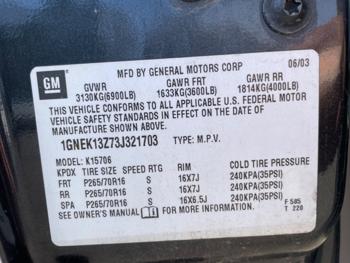 GM
MFD BY GENERAL MOTORS CORP 06/03
GVWR GAWR FRT GAWR RR
3130KG(6900LB) 1633KG(3600LB) 1814KG(4000LB)
THIS VEHICLE CONFORMS TO ALL APPLICABLE U.S. FEDERAL MOTOR
VEHICLE SAFETY STANDARDS IN EFFECT ON THE DATE OF
MANUFACTURE SHOWN ABOVE.
1GNEK13Z73J321703 TYPE: M.P.V.
MODEL: K15706
KPDX TIRE SIZE SPEED RTG RIM COLD TIRE PRESSURE
FRT P265/70R16 S 16X7J 240KPA(35PSI)
RR P265/70R16 S 16X7J 240KPA(35PSI)
SPA P265/70R16 S 16X6.5J 240KPA(35PSI)
SEE OWNER'S MANUAL FOR MORE INFORMATION. F 585
T 220